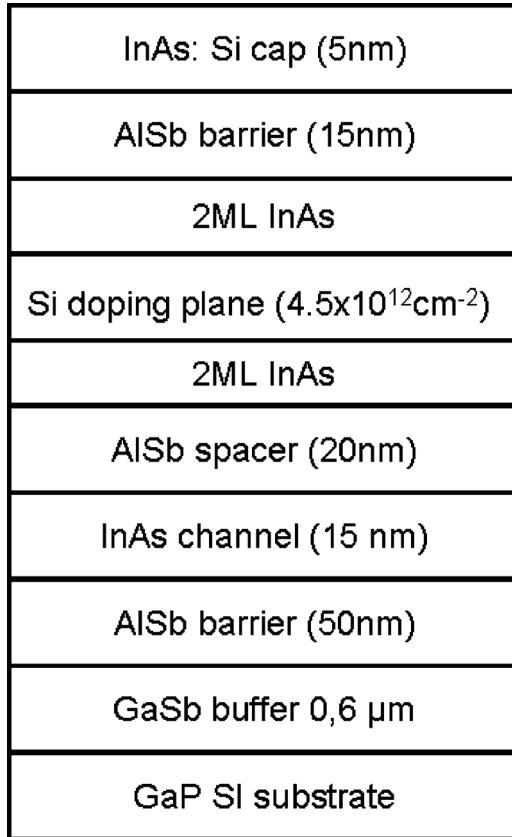 InAs: Si cap (5nm)
AlSb barrier (15nm)
2ML InAs
Si doping plane (4.5x10¹²cm⁻²)
2ML InAs
AlSb spacer (20nm)
InAs channel (15 nm)
AlSb barrier (50nm)
GaSb buffer 0,6 µm
GaP SI substrate